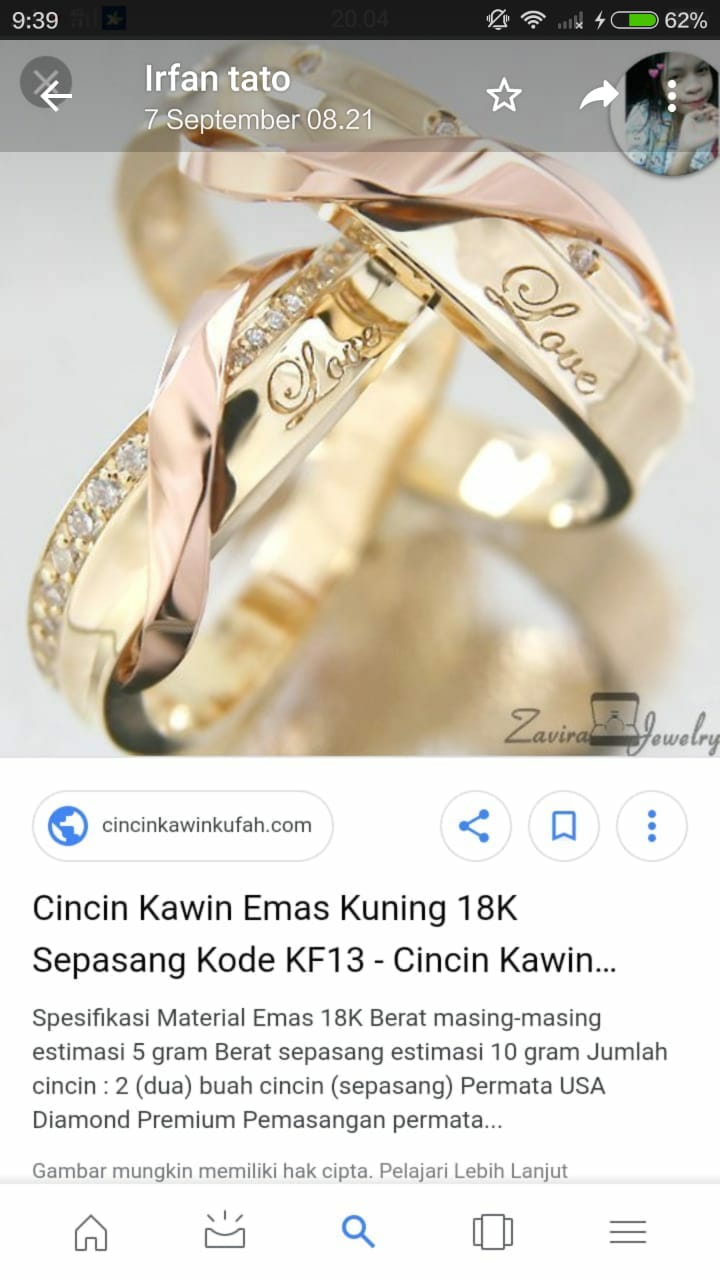 9:39
20.04
62%
Irfan tato
7 September 08.21
Love
Love
Zavira Jewelry
cincinkawinkufah.com
Cincin Kawin Emas Kuning 18K
Sepasang Kode KF13 - Cincin Kawin...
Spesifikasi Material Emas 18K Berat masing-masing
estimasi 5 gram Berat sepasang estimasi 10 gram Jumlah
cincin : 2 (dua) buah cincin (sepasang) Permata USA
Diamond Premium Pemasangan permata...
Gambar mungkin memiliki hak cipta. Pelajari Lebih Lanjut